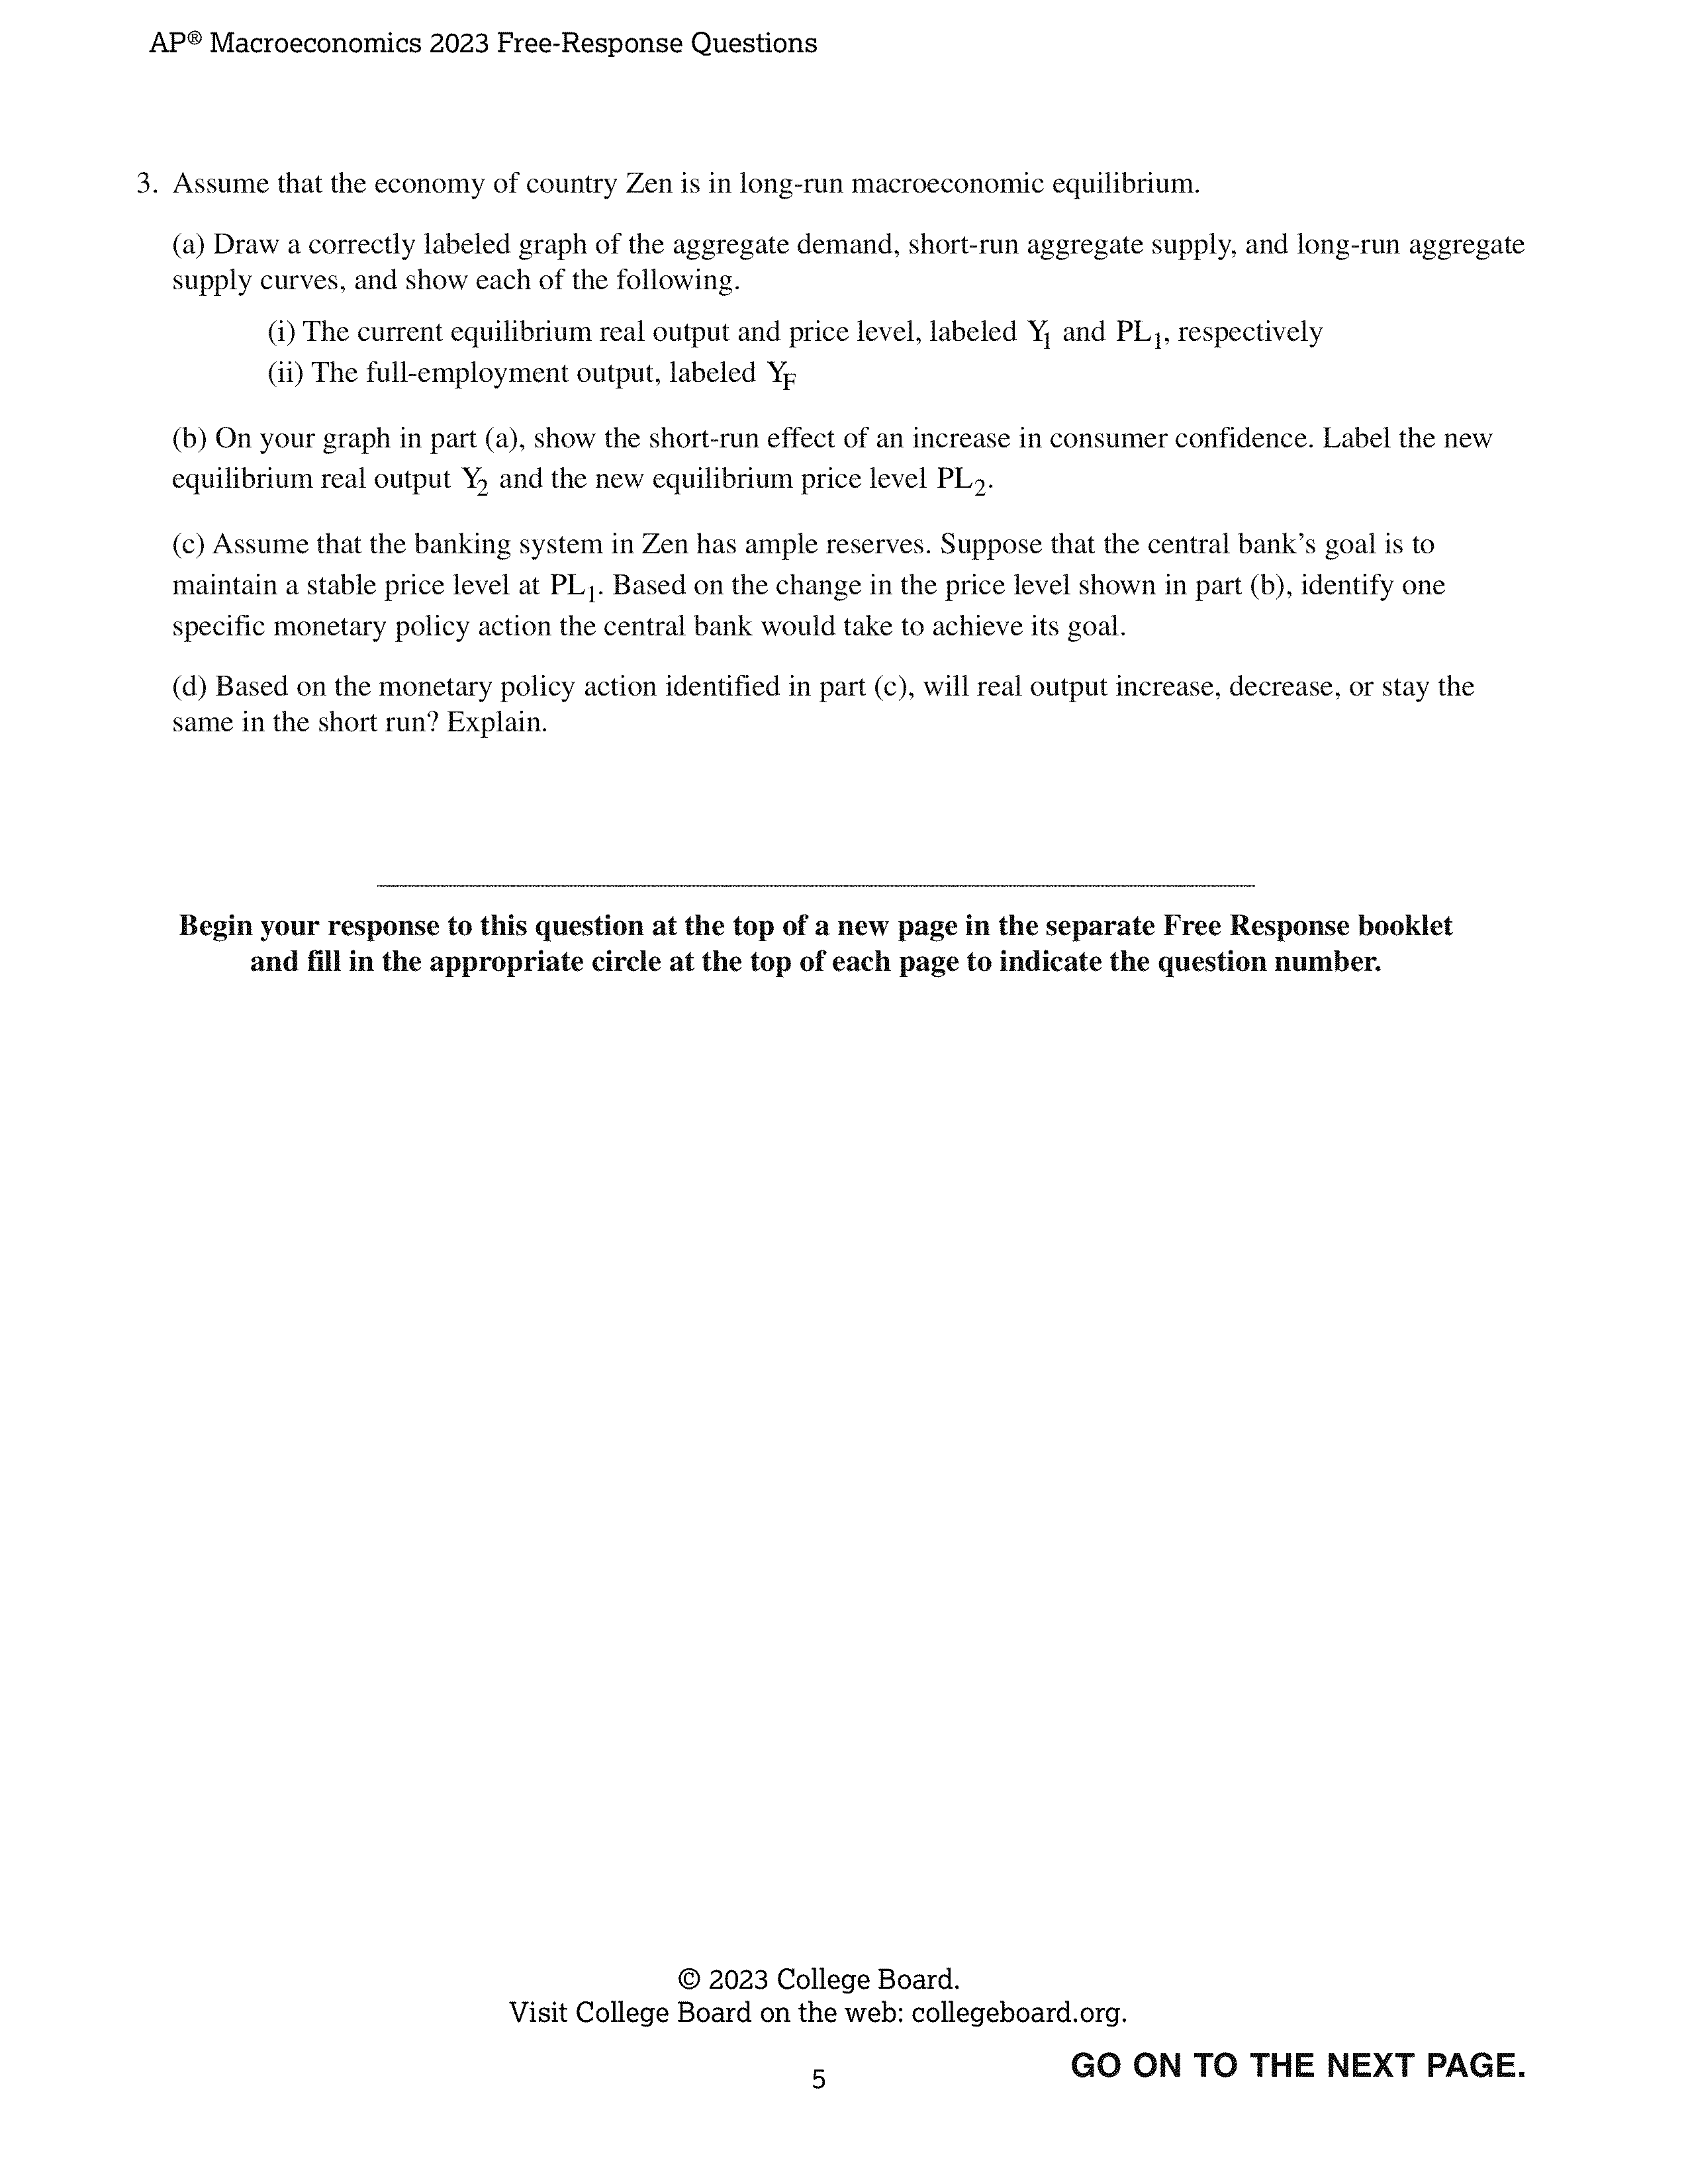 AP® Macroeconomics 2023 Free-Response Questions
3. Assume that the economy of country Zen is in long-run macroeconomic equilibrium.
(a) Draw a correctly labeled graph of the aggregate demand, short-run aggregate supply, and long-run aggregate
supply curves, and show each of the following.
(i) The current equilibrium real output and price level, labeled Y₁ and PL₁, respectively
(ii) The full-employment output, labeled Y_F
(b) On your graph in part (a), show the short-run effect of an increase in consumer confidence. Label the new
equilibrium real output Y₂ and the new equilibrium price level PL₂.
(c) Assume that the banking system in Zen has ample reserves. Suppose that the central bank’s goal is to
maintain a stable price level at PL₁. Based on the change in the price level shown in part (b), identify one
specific monetary policy action the central bank would take to achieve its goal.
(d) Based on the monetary policy action identified in part (c), will real output increase, decrease, or stay the
same in the short run? Explain.
Begin your response to this question at the top of a new page in the separate Free Response booklet
and fill in the appropriate circle at the top of each page to indicate the question number.
© 2023 College Board.
Visit College Board on the web: collegeboard.org.
GO ON TO THE NEXT PAGE.
5